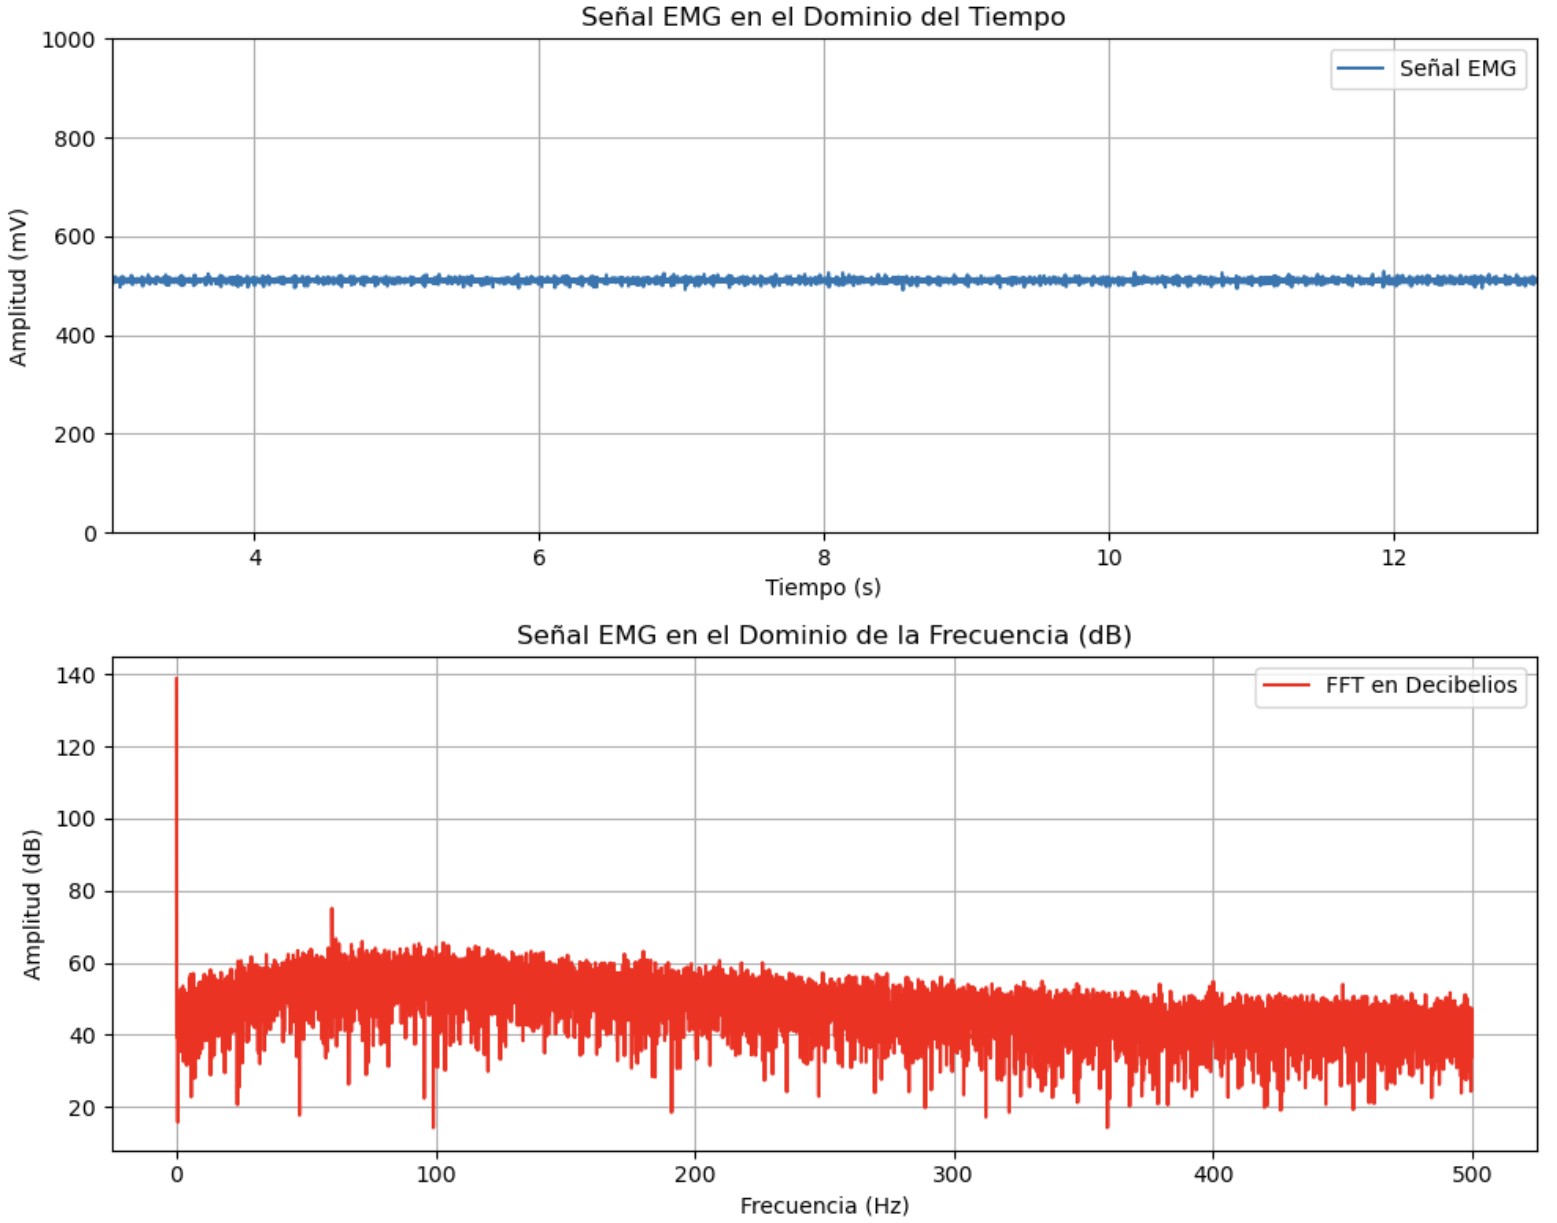 Señal EMG en el Dominio del Tiempo
1000
800
600
400
200
0
Amplitud (mV)
Señal EMG
4 6 8 10 12
Tiempo (s)
Señal EMG en el Dominio de la Frecuencia (dB)
140
120
100
80
60
40
20
Amplitud (dB)
FFT en Decibelios
0 100 200 300 400 500
Frecuencia (Hz)